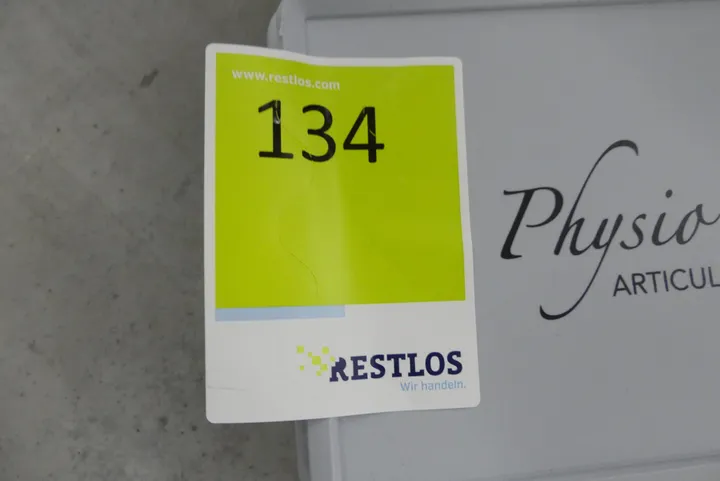 www.restlos.com
134
RESTLOS
Wir handeln.
Physio
ARTICUL